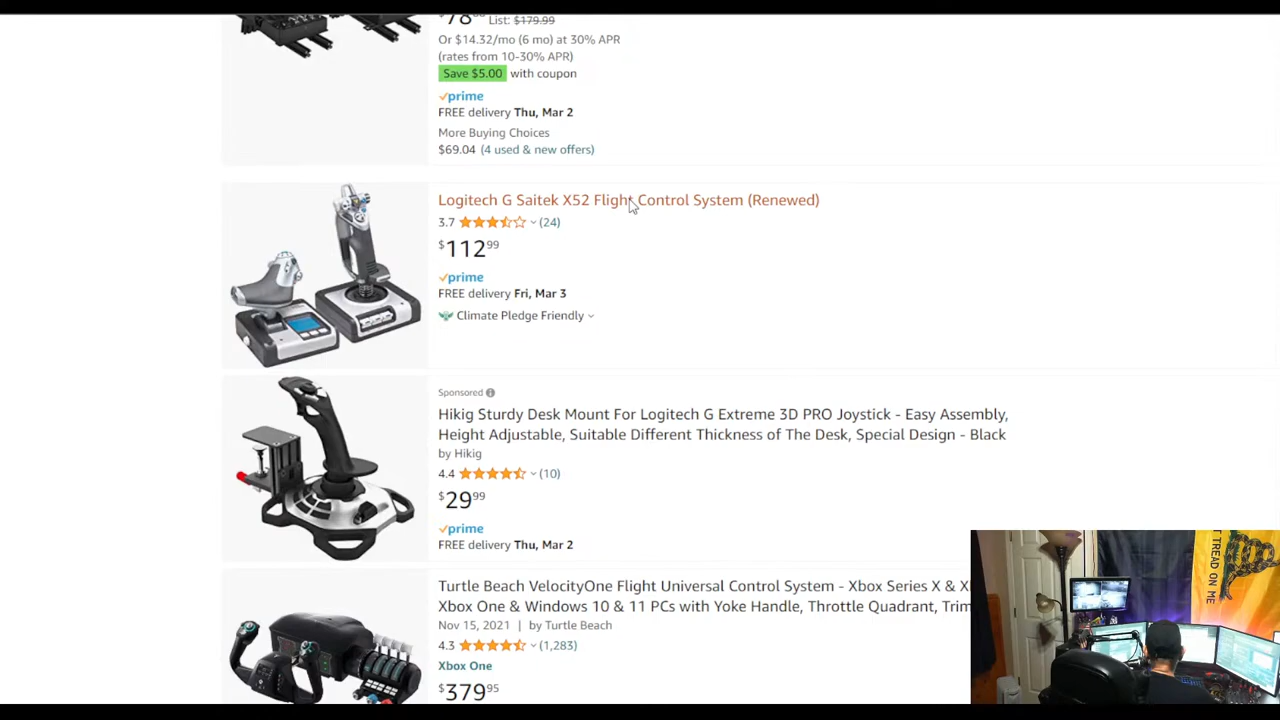 $78
List: $179.99
Or $14.32/mo (6 mo) at 30% APR
(rates from 10-30% APR)
Save $5.00 with coupon
prime
FREE delivery Thu, Mar 2
More Buying Choices
$69.04 (4 used & new offers)
Logitech G Saitek X52 Flight Control System (Renewed)
3.7 (24)
$112.99
prime
FREE delivery Fri, Mar 3
Climate Pledge Friendly
Sponsored
Hikig Sturdy Desk Mount For Logitech G Extreme 3D PRO Joystick - Easy Assembly,
Height Adjustable, Suitable Different Thickness of The Desk, Special Design - Black
by Hikig
4.4 (10)
$29.99
prime
FREE delivery Thu, Mar 2
Turtle Beach VelocityOne Flight Universal Control System - Xbox Series X &
Xbox One & Windows 10 & 11 PCs with Yoke Handle, Throttle Quadrant, Trim
Nov 15, 2021 | by Turtle Beach
4.3 (1,283)
Xbox One
$379.95
TREAD ON ME